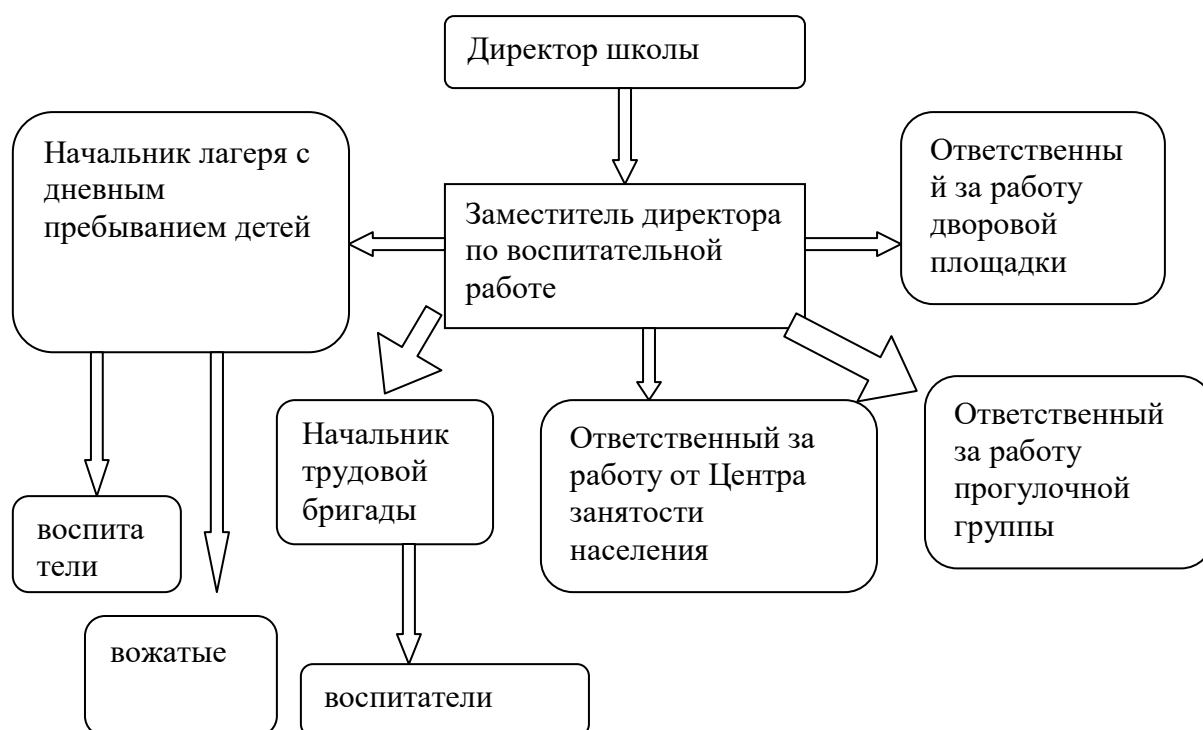 Директор школы
Начальник лагеря с
дневным
пребыванием детей
Заместитель директора
по воспитательной
работе
Ответственны
й за работу
дворовой
площадки
Начальник
трудовой
бригады
Ответственный за
работу от Центра
занятости
населения
Ответственный
за работу
прогулочной
группы
воспита
тели
вожатые
воспитатели